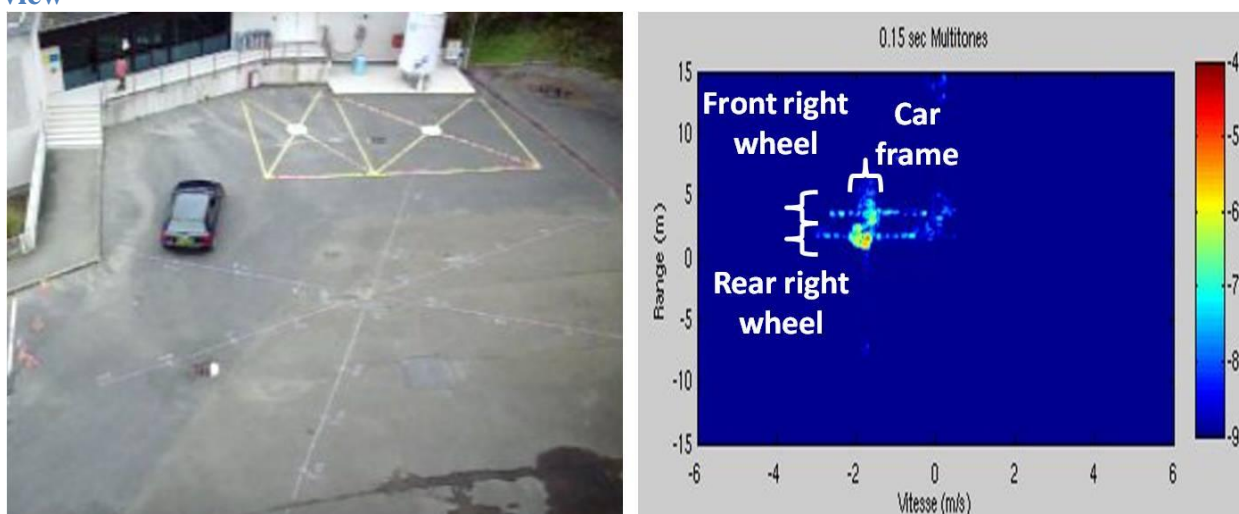 view
0.15 sec Multitones
15
10
5
0
-5
-10
-15
Range (m)
Front right
wheel
Car
frame
Rear right
wheel
-6
-4
-2
0
2
4
6
Vitesse (m/s)
-4
-5
-6
-7
-8
-9